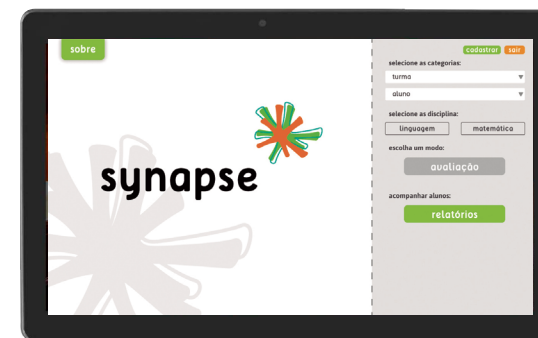 sobre
synapse
cadastrar sair
selecione as categorias:
turma
aluno
selecione as disciplina:
linguagem matemática
escolha um modo:
avaliação
acompanhar alunos:
relatórios